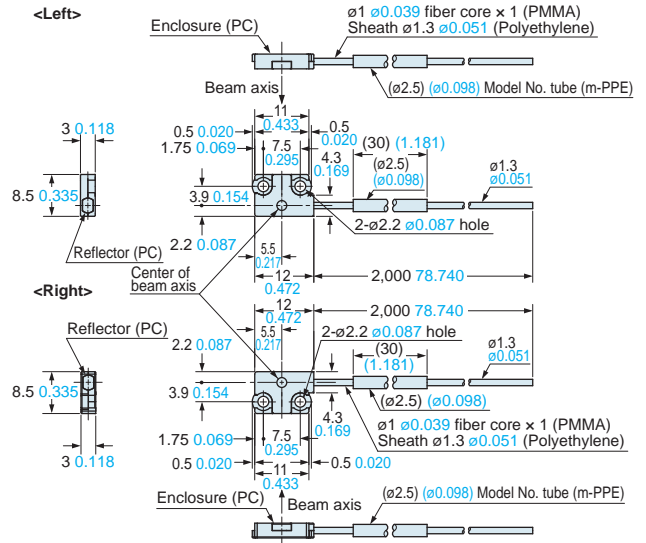 <Left>
Enclosure (PC)
ø1 ø0.039 fiber core × 1 (PMMA)
Sheath ø1.3 ø0.051 (Polyethylene)
(ø2.5) (ø0.098) Model No. tube (m-PPE)
Beam axis
11
0.433
3 0.118
0.5 0.020
0.5
0.020
(30) (1.181)
1.75 0.069
7.5
0.295
4.3
0.169
(ø2.5)
(ø0.098)
ø1.3
ø0.051
8.5 0.335
3.9 0.154
2-ø2.2 ø0.087 hole
2.2 0.087
Reflector (PC)
5.5
0.217
Center of
beam axis
12
0.472
2,000 78.740
<Right>
12
0.472
2,000 78.740
Reflector (PC)
5.5
0.217
2-ø2.2 ø0.087 hole
2.2 0.087
(30)
(1.181)
ø1.3
ø0.051
8.5 0.335
3.9 0.154
(ø2.5) (ø0.098)
4.3
0.169
ø1 ø0.039 fiber core × 1 (PMMA)
Sheath ø1.3 ø0.051 (Polyethylene)
1.75 0.069
7.5
0.295
3 0.118
0.5 0.020
0.5 0.020
11
0.433
Enclosure (PC)
Beam axis
(ø2.5) (ø0.098) Model No. tube (m-PPE)